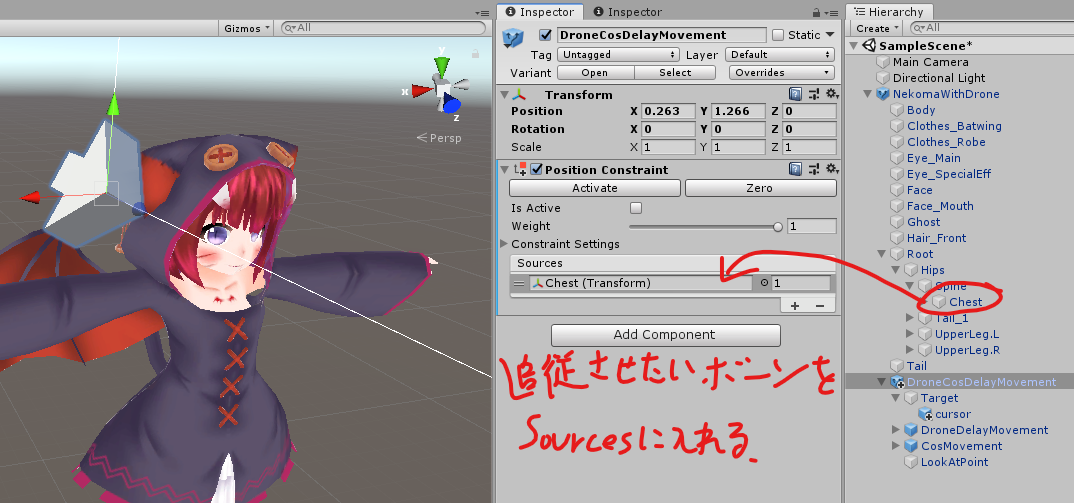 Gizmos
All
Persp
x
y
z
Inspector
Inspector
DroneCosDelayMovement
Static
Tag
Untagged
Layer
Default
Variant
Open
Select
Overrides
Transform
Position X 0.263 Y 1.266 Z 0
Rotation X 0 Y 0 Z 0
Scale X 1 Y 1 Z 1
Position Constraint
Activate
Zero
Is Active
Weight 1
Constraint Settings
Sources
Chest (Transform) 1
Add Component
追従させたいボーンを
Sourcesに入れる.
Hierarchy
Create
All
SampleScene*
Main Camera
Directional Light
NekomaWithDrone
Body
Clothes_Batwing
Clothes_Robe
Eye_Main
Eye_SpecialEff
Face
Face_Mouth
Ghost
Hair_Front
Root
Hips
Spine
Chest
Tail_1
UpperLeg.L
UpperLeg.R
Tail
DroneCosDelayMovement
Target
cursor
DroneDelayMovement
CosMovement
LookAtPoint